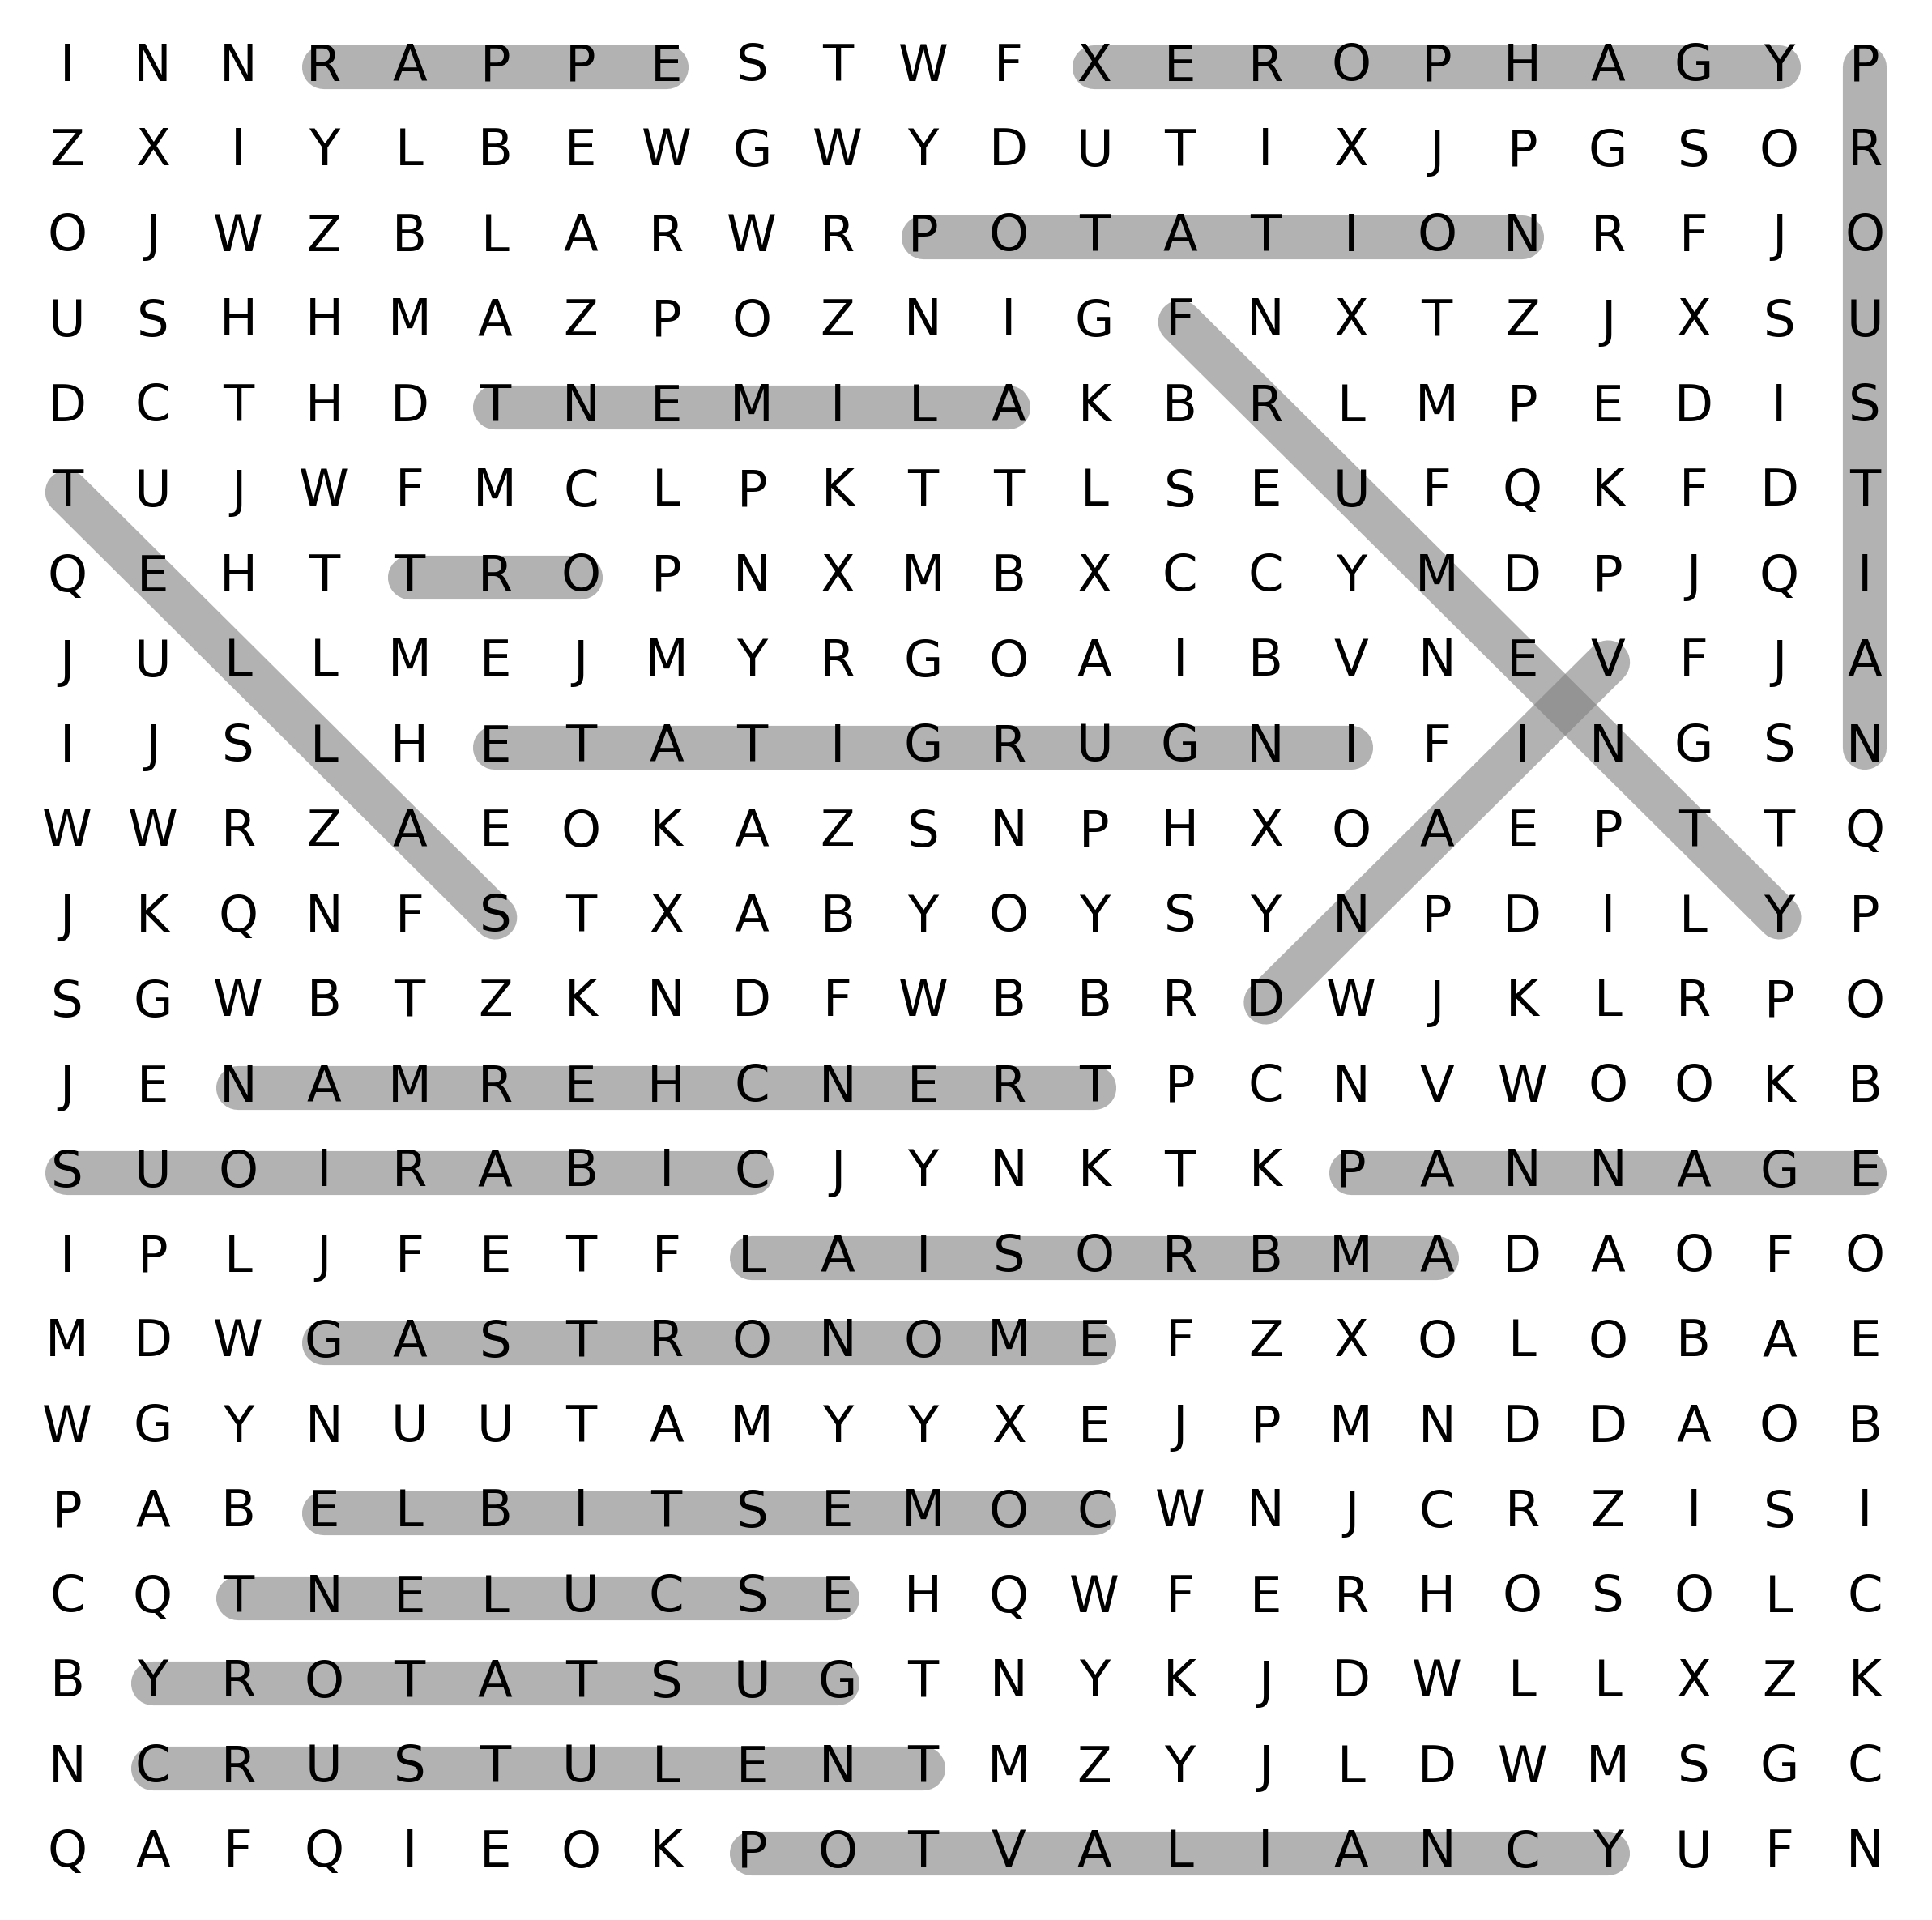 I N N R A P P E S T W F X E R O P H A G Y P
Z X I Y L B E W G W Y D U T I X J P G S O R
O J W Z B L A R W R P O T A T I O N R F J O
U S H H M A Z P O Z N I G F N X T Z J X S U
D C T H D T N E M I L A K B R L M P E D I S
T U J W F M C L P K T T L S E U F Q K F D T
Q E H T T R O P N X M B X C C Y M D P J Q I
J U L L M E J M Y R G O A I B V N E V F J A
I J S L H E T A T I G R U G N I F I N G S N
W W R Z A E O K A Z S N P H X O A E P T T Q
J K Q N F S T X A B Y O Y S Y N P D I L Y P
S G W B T Z K N D F W B B R D W J K L R P O
J E N A M R E H C N E R T P C N V W O O K B
S U O I R A B I C J Y N K T K P A N N A G E
I P L J F E T F L A I S O R B M A D A O F O
M D W G A S T R O N O M E F Z X O L O B A E
W G Y N U U T A M Y Y X E J P M N D D A O B
P A B E L B I T S E M O C W N J C R Z I S I
C Q T N E L U C S E H Q W F E R H O S O L C
B Y R O T A T S U G T N Y K J D W L L X Z K
N C R U S T U L E N T M Z Y J L D W M S G C
Q A F Q I E O K P O T V A L I A N C Y U F N